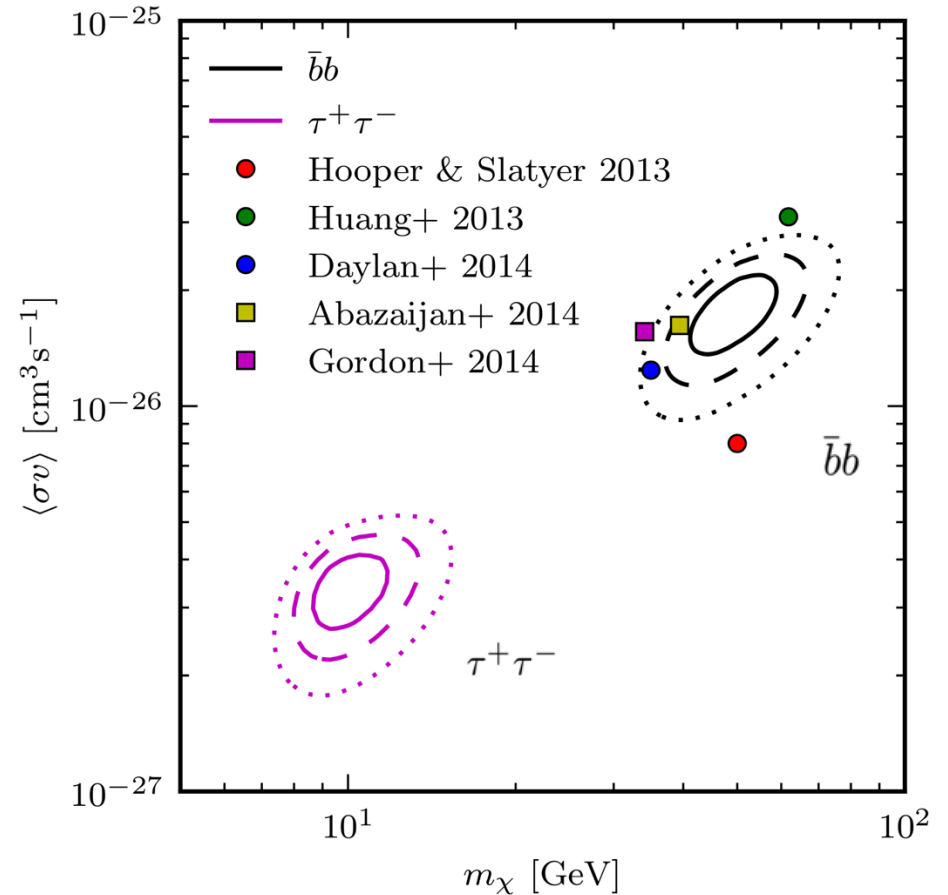 b̄b
τ⁺τ⁻
Hooper & Slatyer 2013
Huang+ 2013
Daylan+ 2014
Abazaijan+ 2014
Gordon+ 2014
10⁻²⁵
10⁻²⁶
10⁻²⁷
⟨σv⟩ [cm³s⁻¹]
b̄b
τ⁺τ⁻
10¹
10²
m_χ [GeV]